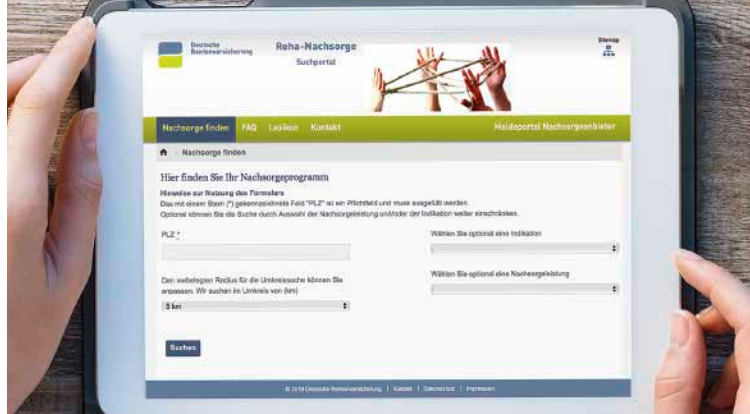 Deutsche
Rentenversicherung
Reha-Nachsorge
Suchportal
Sitemap
Nachsorge finden FAQ Lexikon Kontakt Meldeportal Nachsorgeanbieter
Nachsorge finden
Hier finden Sie Ihr Nachsorgeprogramm
Hinweise zur Nutzung des Formulars
Das mit einem Stern (*) gekennzeichnete Feld "PLZ" ist ein Pflichtfeld und muss ausgefüllt werden.
Optional können Sie die Suche durch Auswahl der Nachsorgeleistung und/oder der Indikation weiter einschränken.
PLZ *
Wählen Sie optional eine Indikation
Den voreingestellten Radius für die Umkreissuche können Sie
anpassen. Wir suchen im Umkreis von (km)
5 km
Wählen Sie optional eine Nachsorgeleistung
Suchen
© 2019 Deutsche Rentenversicherung | Kontakt | Datenschutz | Impressum